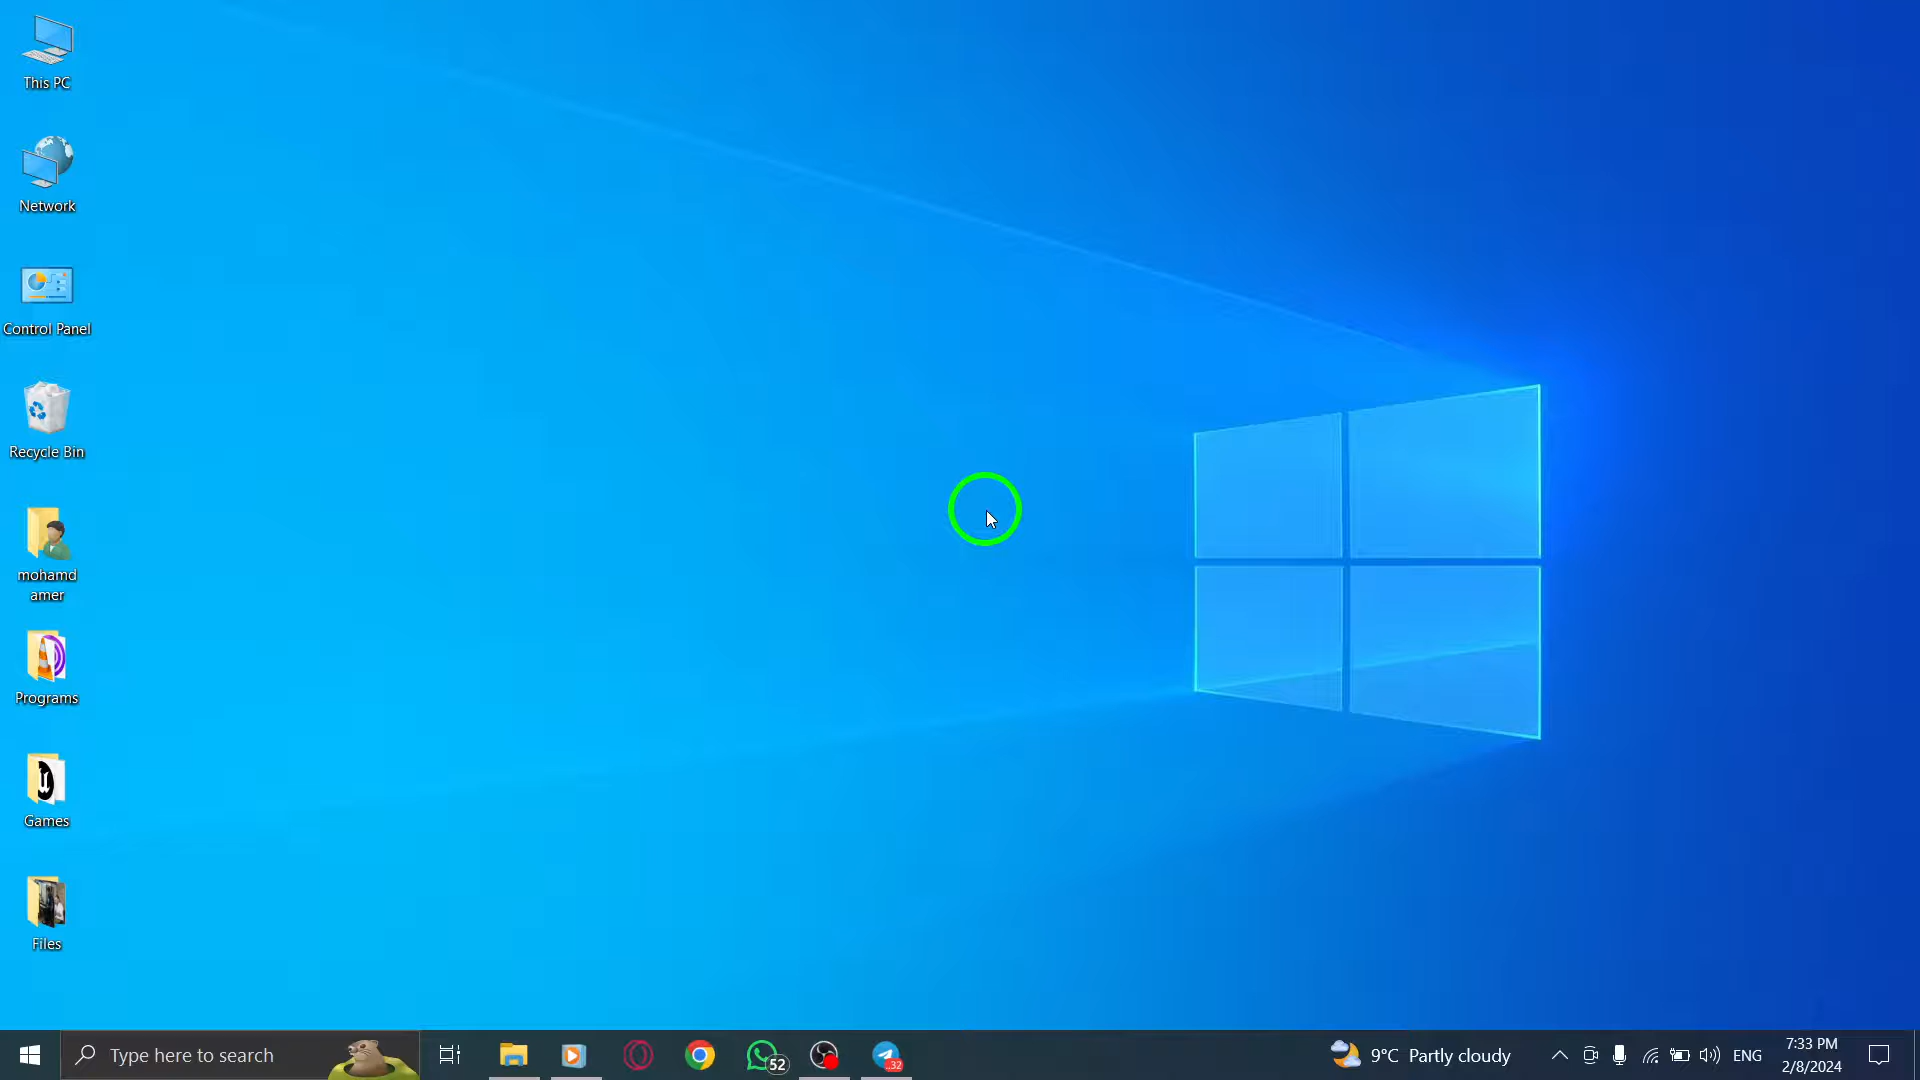 This PC
Network
Control Panel
Recycle Bin
mohamd
amer
Programs
Games
Files
Type here to search
52
32
9°C Partly cloudy
ENG
7:33 PM
2/8/2024